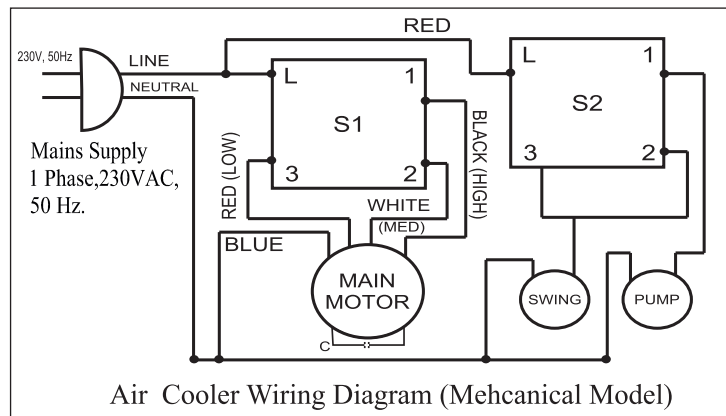 RED
230V, 50Hz
LINE
NEUTRAL
L 1
S1
3 2
L 1
S2
3 2
Mains Supply
1 Phase,230VAC,
50 Hz.
RED (LOW)
WHITE
(MED)
BLACK (HIGH)
BLUE
MAIN
MOTOR
C
SWING
PUMP
Air Cooler Wiring Diagram (Mehcanical Model)